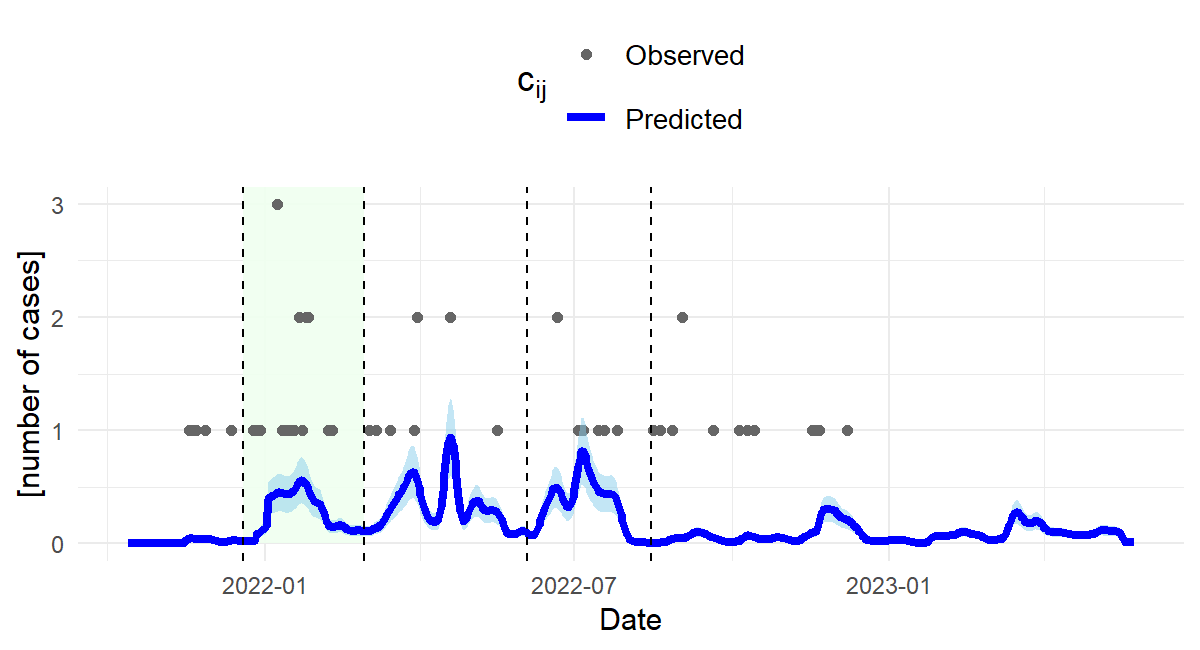 Observed
c_ij
Predicted
[number of cases]
3
2
1
0
2022-01
2022-07
2023-01
Date